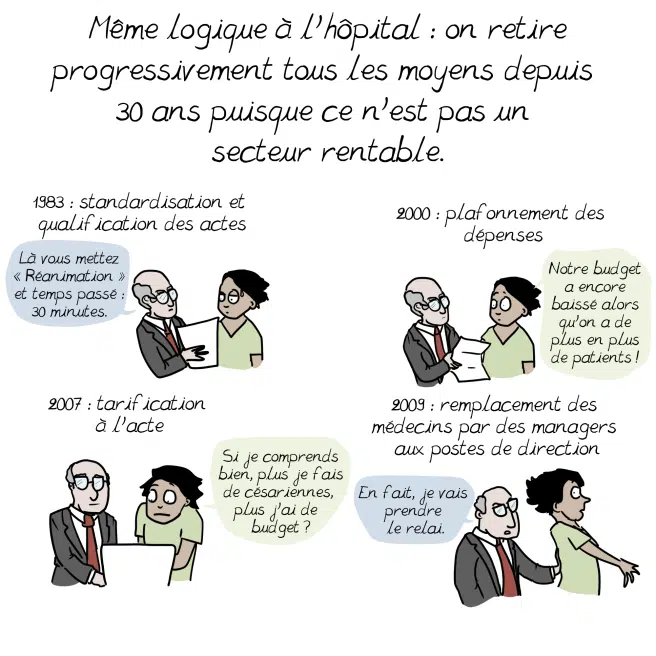 Même logique à l'hôpital : on retire
progressivement tous les moyens depuis
30 ans puisque ce n'est pas un
secteur rentable.
1983 : standardisation et
qualification des actes
Là vous mettez
« Réanimation »
et temps passé :
30 minutes.
2000 : plafonnement des
dépenses
Notre budget
a encore
baissé alors
qu'on a de
plus en plus
de patients !
2007 : tarification
à l'acte
Si je comprends
bien, plus je fais
de césariennes,
plus j'ai de
budget ?
2009 : remplacement des
médecins par des managers
aux postes de direction
En fait, je vais
prendre
le relai.